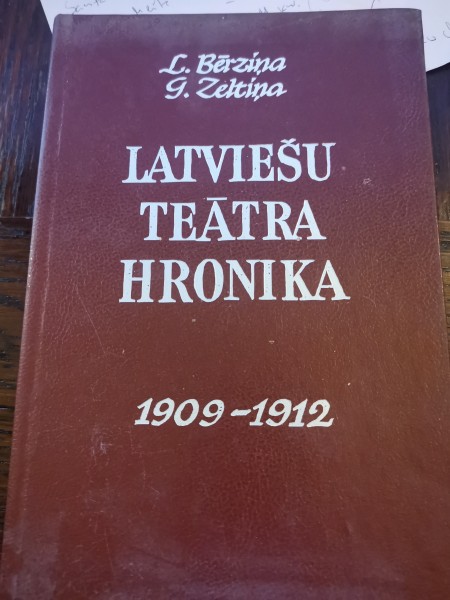 L. Bērziņa
G. Zeltiņa
LATVIEŠU
TEĀTRA
HRONIKA
1909-1912